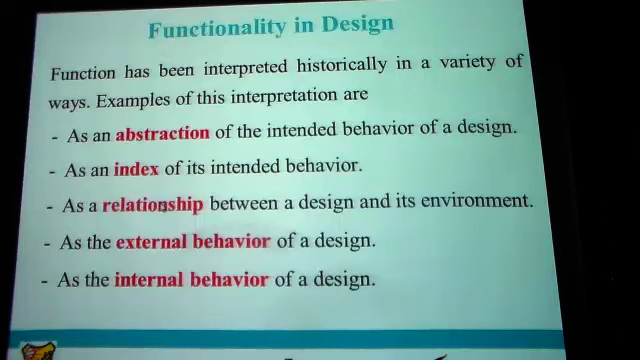 Functionality in Design
Function has been interpreted historically in a variety of
ways. Examples of this interpretation are
- As an abstraction of the intended behavior of a design.
- As an index of its intended behavior.
- As a relationship between a design and its environment.
- As the external behavior of a design.
- As the internal behavior of a design.